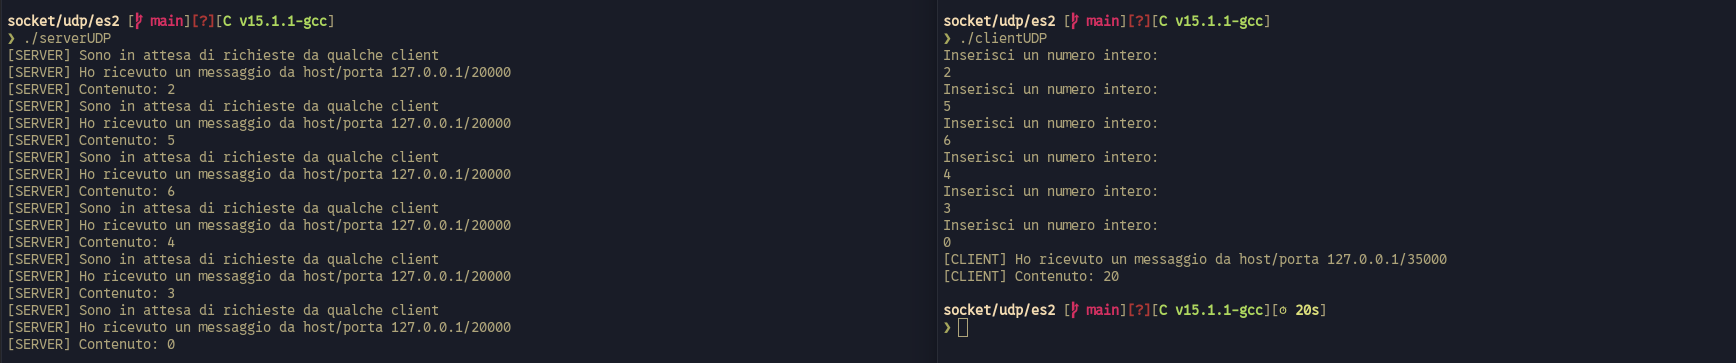 socket/udp/es2 [ main][?][C v15.1.1-gcc]
❯ ./serverUDP
[SERVER] Sono in attesa di richieste da qualche client
[SERVER] Ho ricevuto un messaggio da host/porta 127.0.0.1/20000
[SERVER] Contenuto: 2
[SERVER] Sono in attesa di richieste da qualche client
[SERVER] Ho ricevuto un messaggio da host/porta 127.0.0.1/20000
[SERVER] Contenuto: 5
[SERVER] Sono in attesa di richieste da qualche client
[SERVER] Ho ricevuto un messaggio da host/porta 127.0.0.1/20000
[SERVER] Contenuto: 6
[SERVER] Sono in attesa di richieste da qualche client
[SERVER] Ho ricevuto un messaggio da host/porta 127.0.0.1/20000
[SERVER] Contenuto: 4
[SERVER] Sono in attesa di richieste da qualche client
[SERVER] Ho ricevuto un messaggio da host/porta 127.0.0.1/20000
[SERVER] Contenuto: 3
[SERVER] Sono in attesa di richieste da qualche client
[SERVER] Ho ricevuto un messaggio da host/porta 127.0.0.1/20000
[SERVER] Contenuto: 0
socket/udp/es2 [ main][?][C v15.1.1-gcc]
❯ ./clientUDP
Inserisci un numero intero:
2
Inserisci un numero intero:
5
Inserisci un numero intero:
6
Inserisci un numero intero:
4
Inserisci un numero intero:
3
Inserisci un numero intero:
0
[CLIENT] Ho ricevuto un messaggio da host/porta 127.0.0.1/35000
[CLIENT] Contenuto: 20
socket/udp/es2 [ main][?][C v15.1.1-gcc][⏱ 20s]
❯